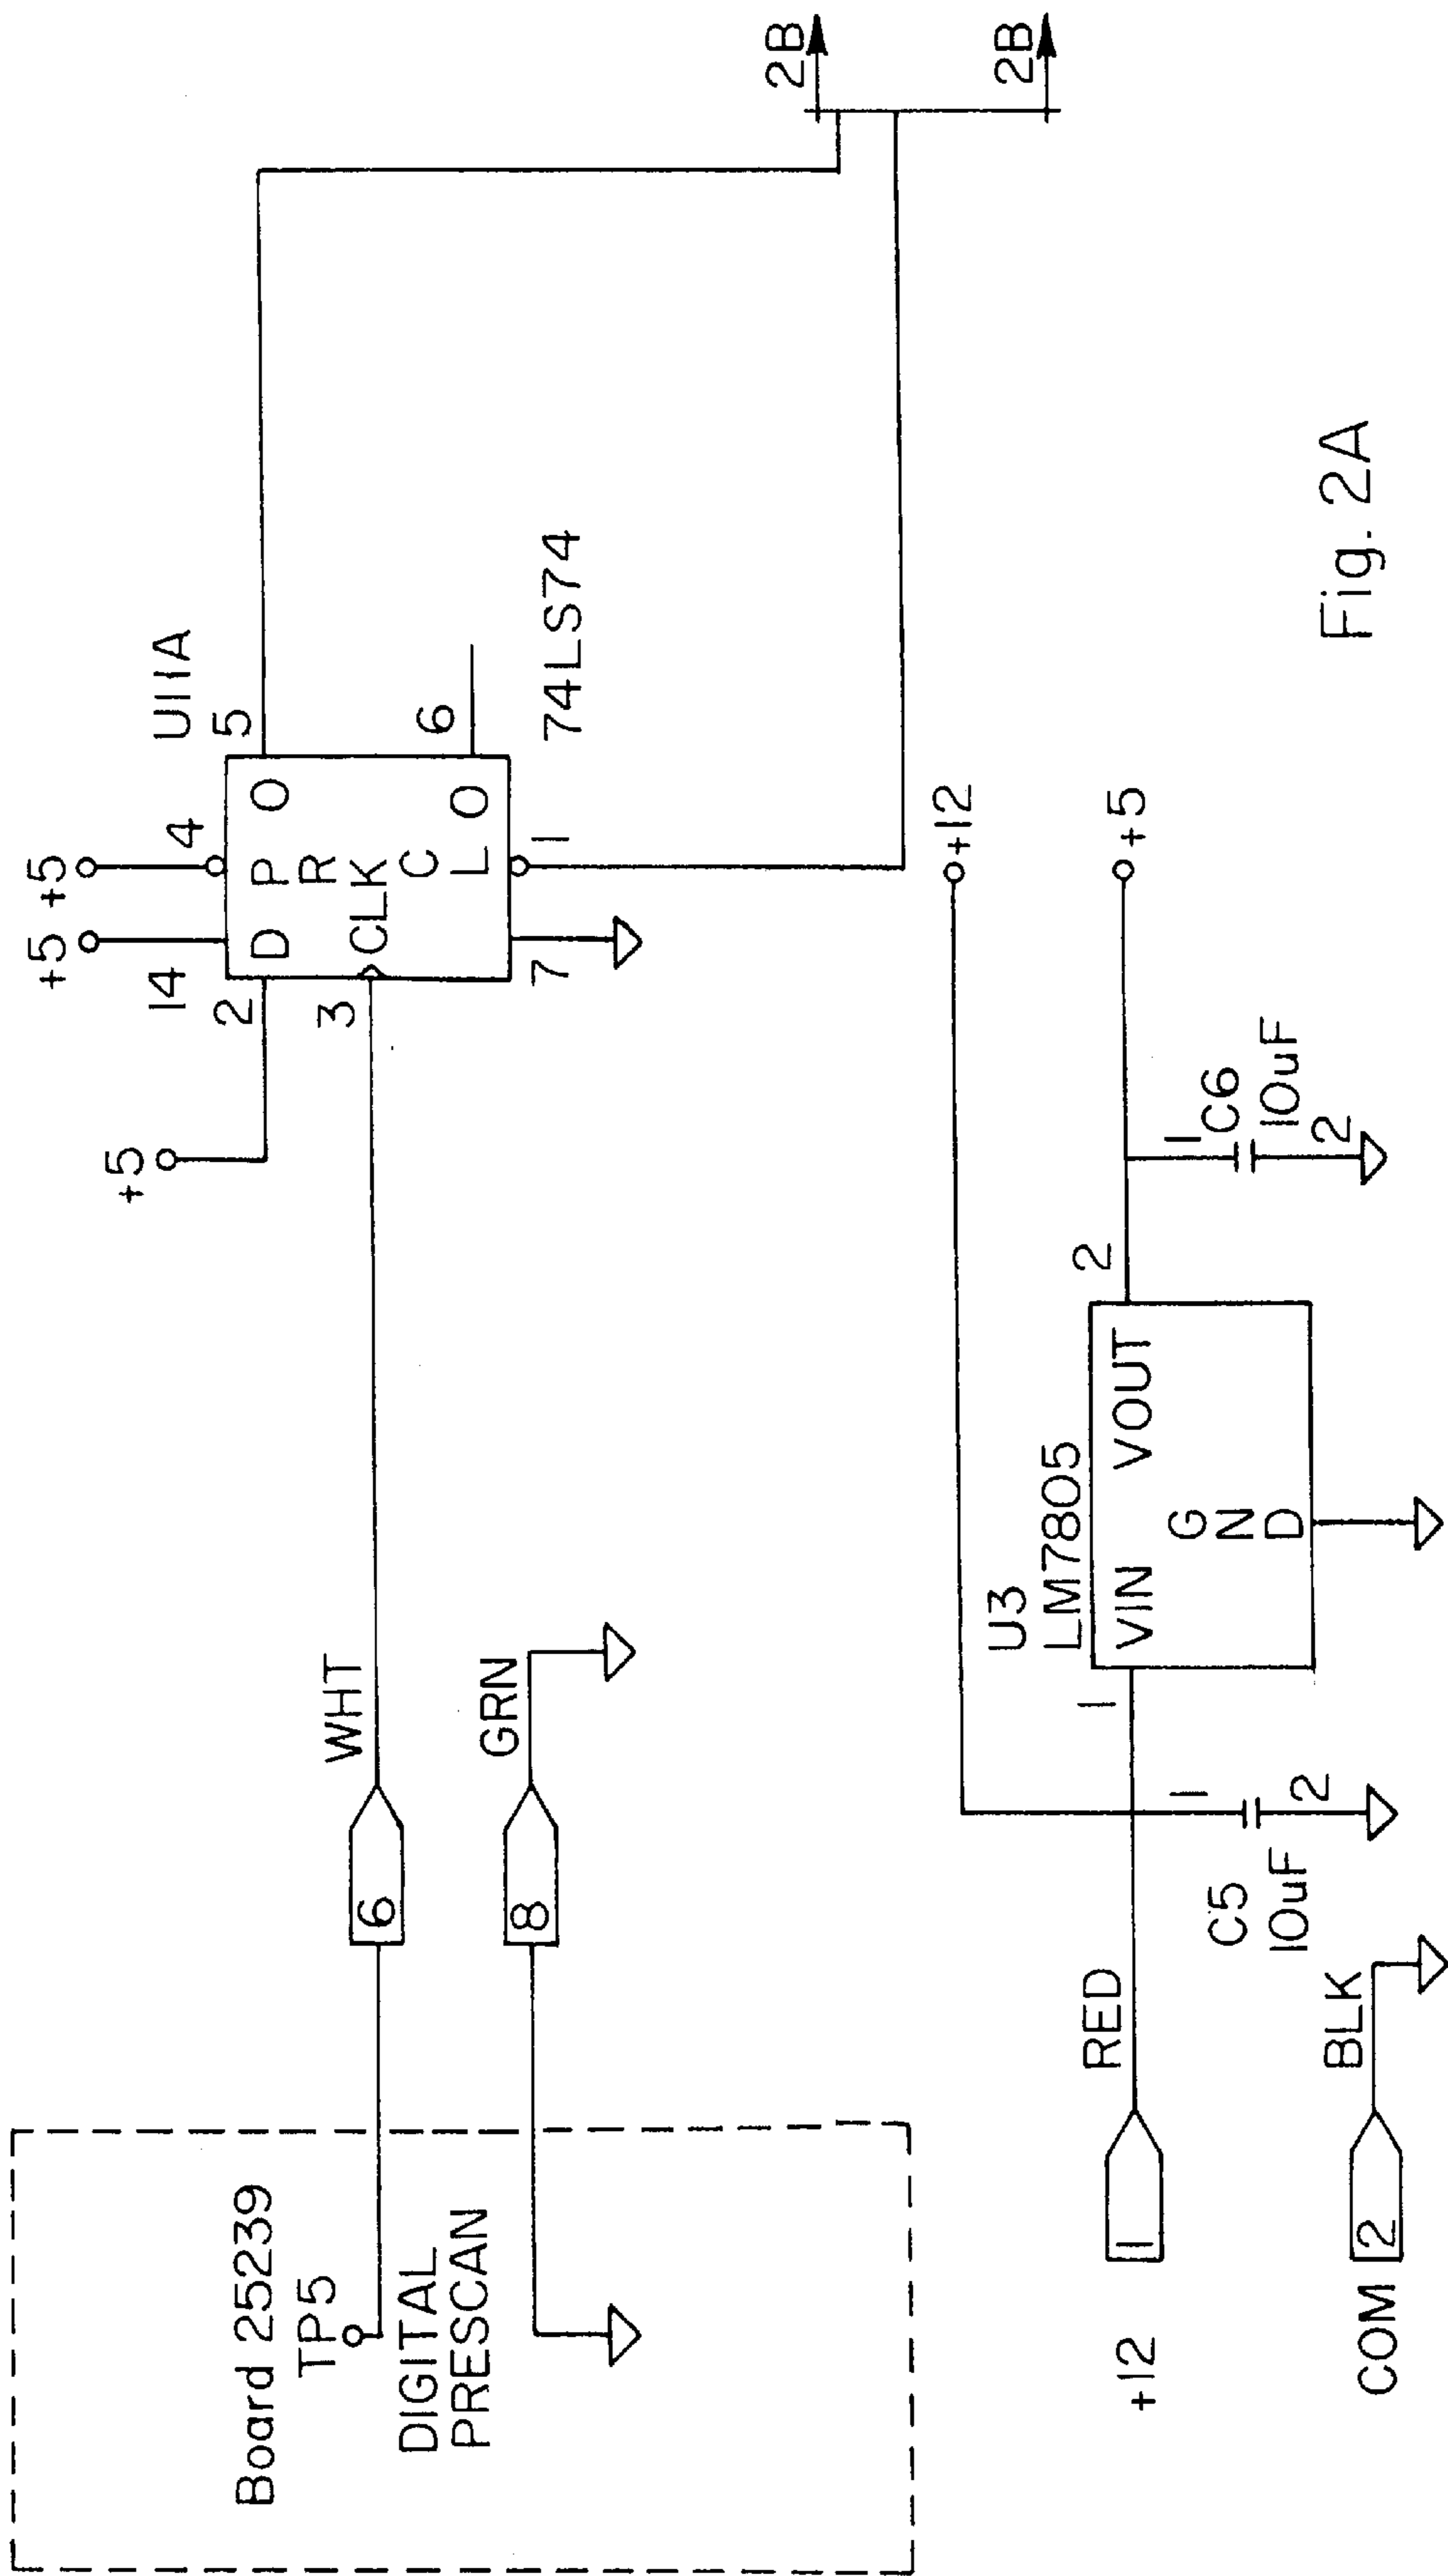 Board 25239
TP5
DIGITAL
PRESCAN
6
WHT
8
GRN
+5
+5
+5
14
4
2
3
D
P
R
CLK
C
L
O
O
U11A
5
6
7
1
74LS74
2B
2B
+12
1
RED
COM
2
BLK
C5
10uF
1
2
U3
LM7805
1
VIN
VOUT
G
N
D
2
1
C6
10uF
2
+12
+5
Fig. 2A